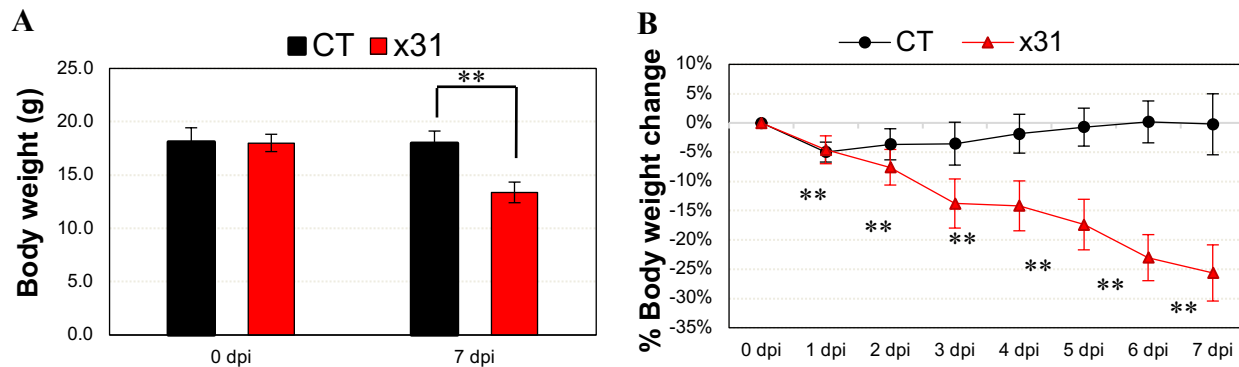 A
CT x31
Body weight (g)
25.0
20.0
15.0
10.0
5.0
0.0
**
0 dpi 7 dpi
B
CT x31
% Body weight change
10%
5%
0%
-5%
-10%
-15%
-20%
-25%
-30%
-35%
**
**
**
**
**
**
0 dpi 1 dpi 2 dpi 3 dpi 4 dpi 5 dpi 6 dpi 7 dpi